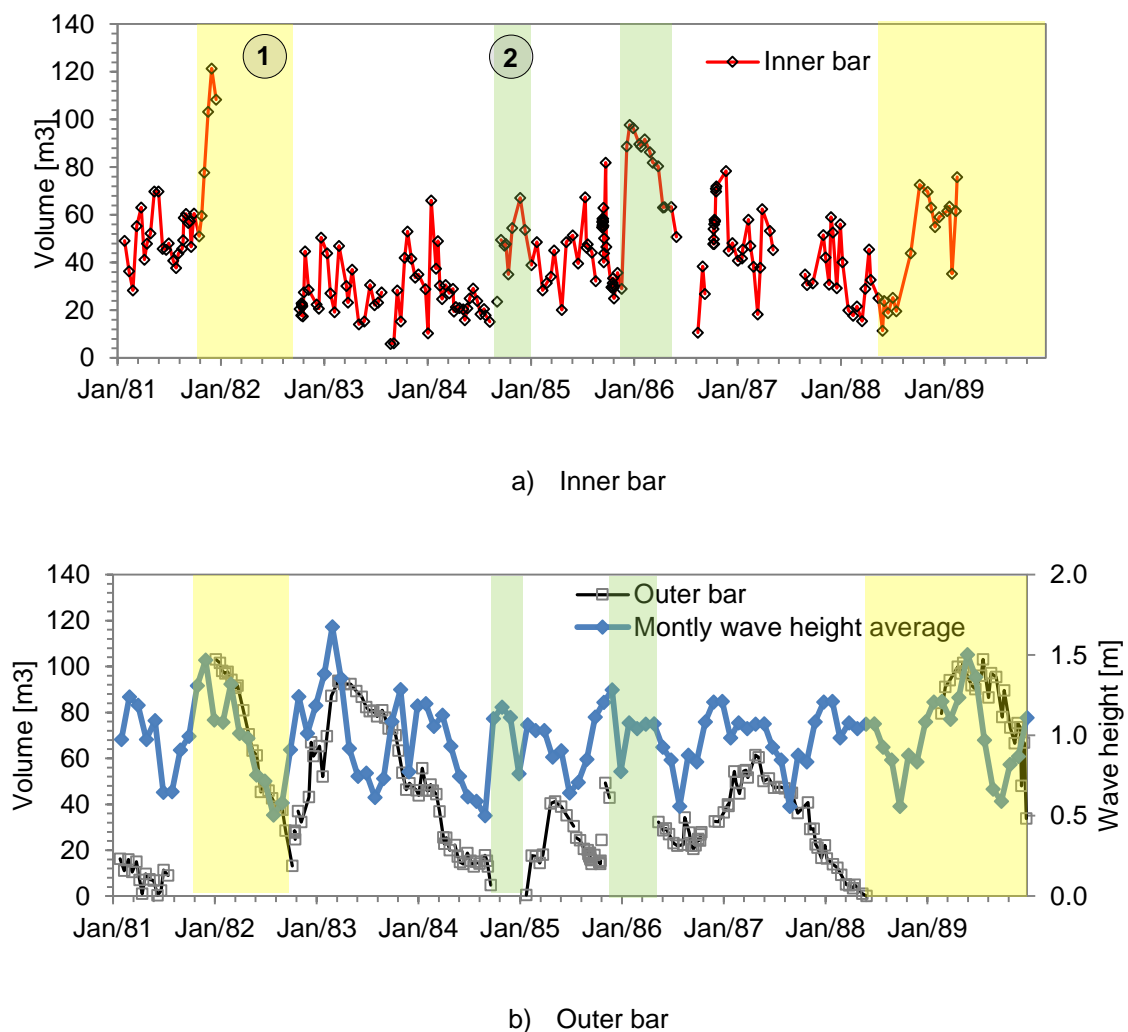 140
120
100
80
60
40
20
0
Volume [m3]
1
2
Inner bar
Jan/81 Jan/82 Jan/83 Jan/84 Jan/85 Jan/86 Jan/87 Jan/88 Jan/89
a) Inner bar
140
120
100
80
60
40
20
0
Volume [m3]
Outer bar
Montly wave height average
2.0
1.5
1.0
0.5
0.0
Wave height [m]
Jan/81 Jan/82 Jan/83 Jan/84 Jan/85 Jan/86 Jan/87 Jan/88 Jan/89
b) Outer bar